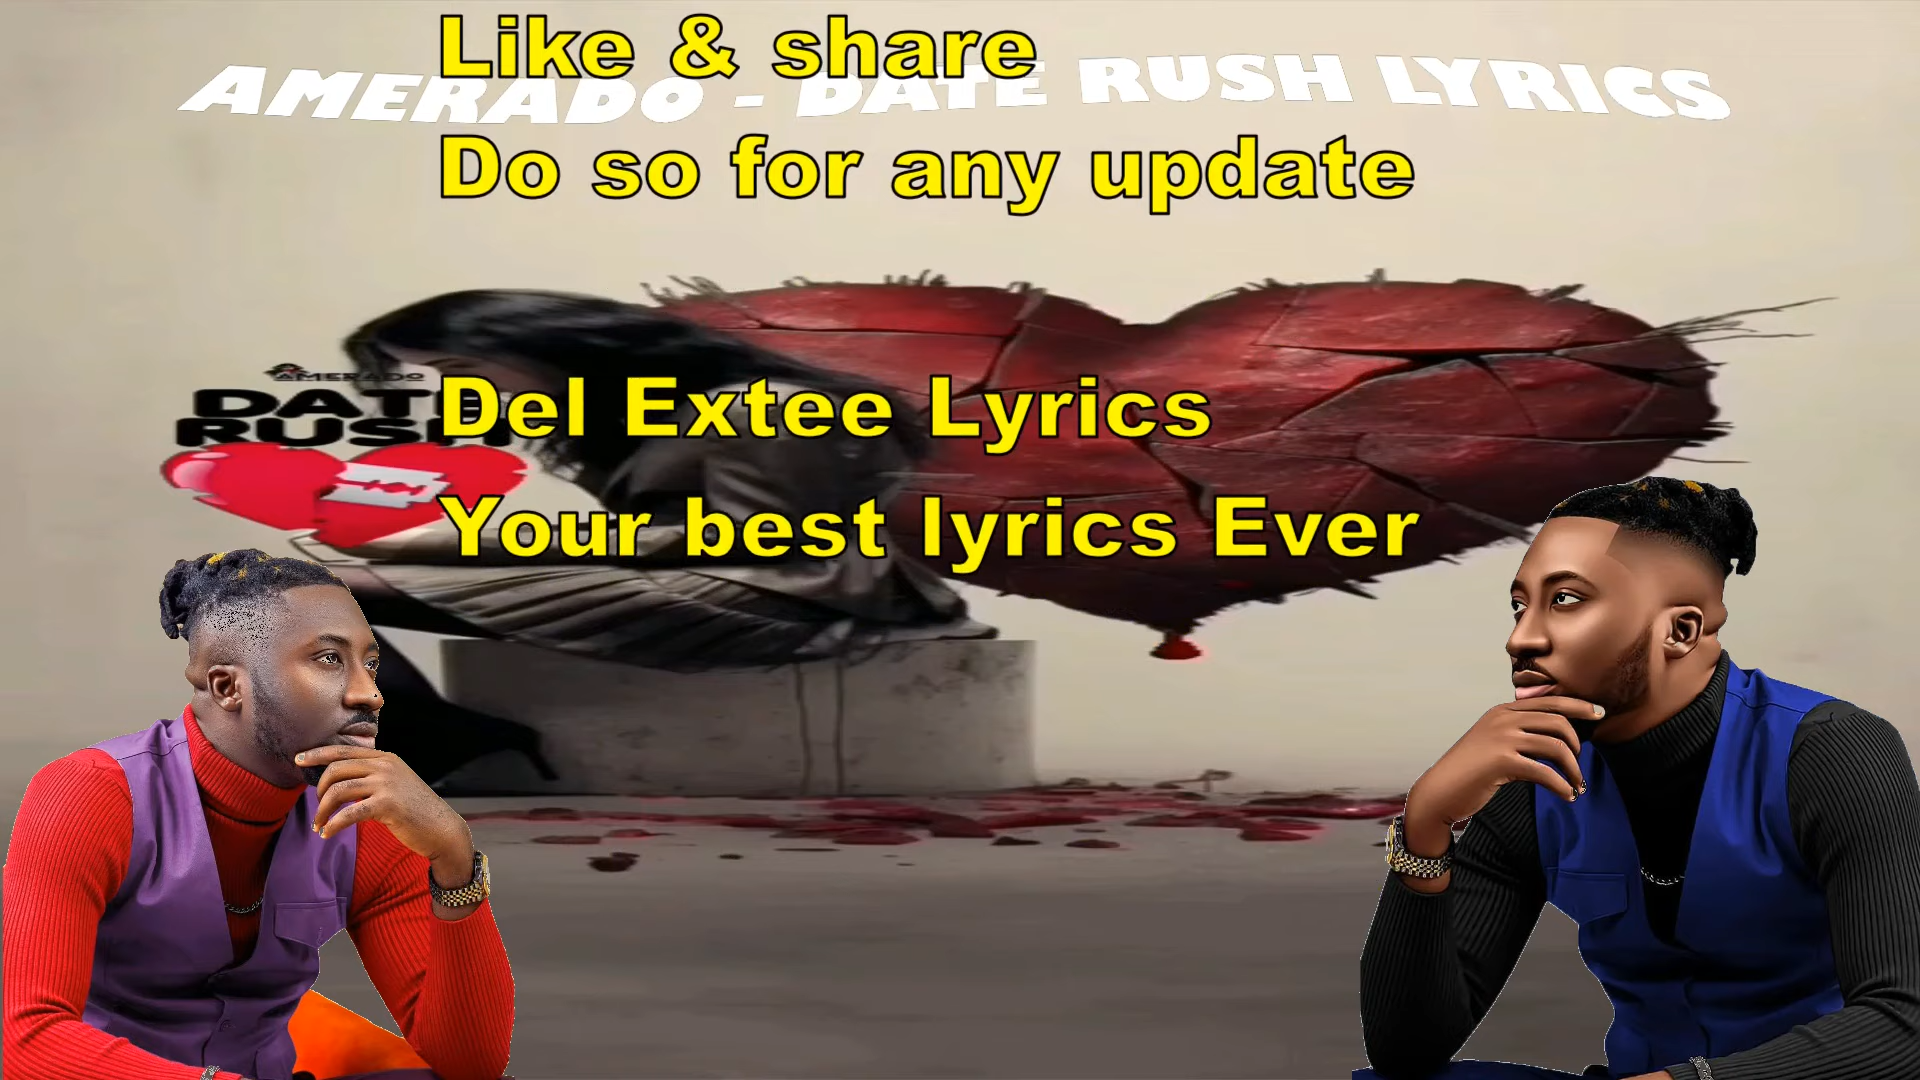 Like & share
AMERADO - DATE RUSH LYRICS
Do so for any update
AMERADO
DATE
RUSH
Del Extee Lyrics
Your best lyrics Ever